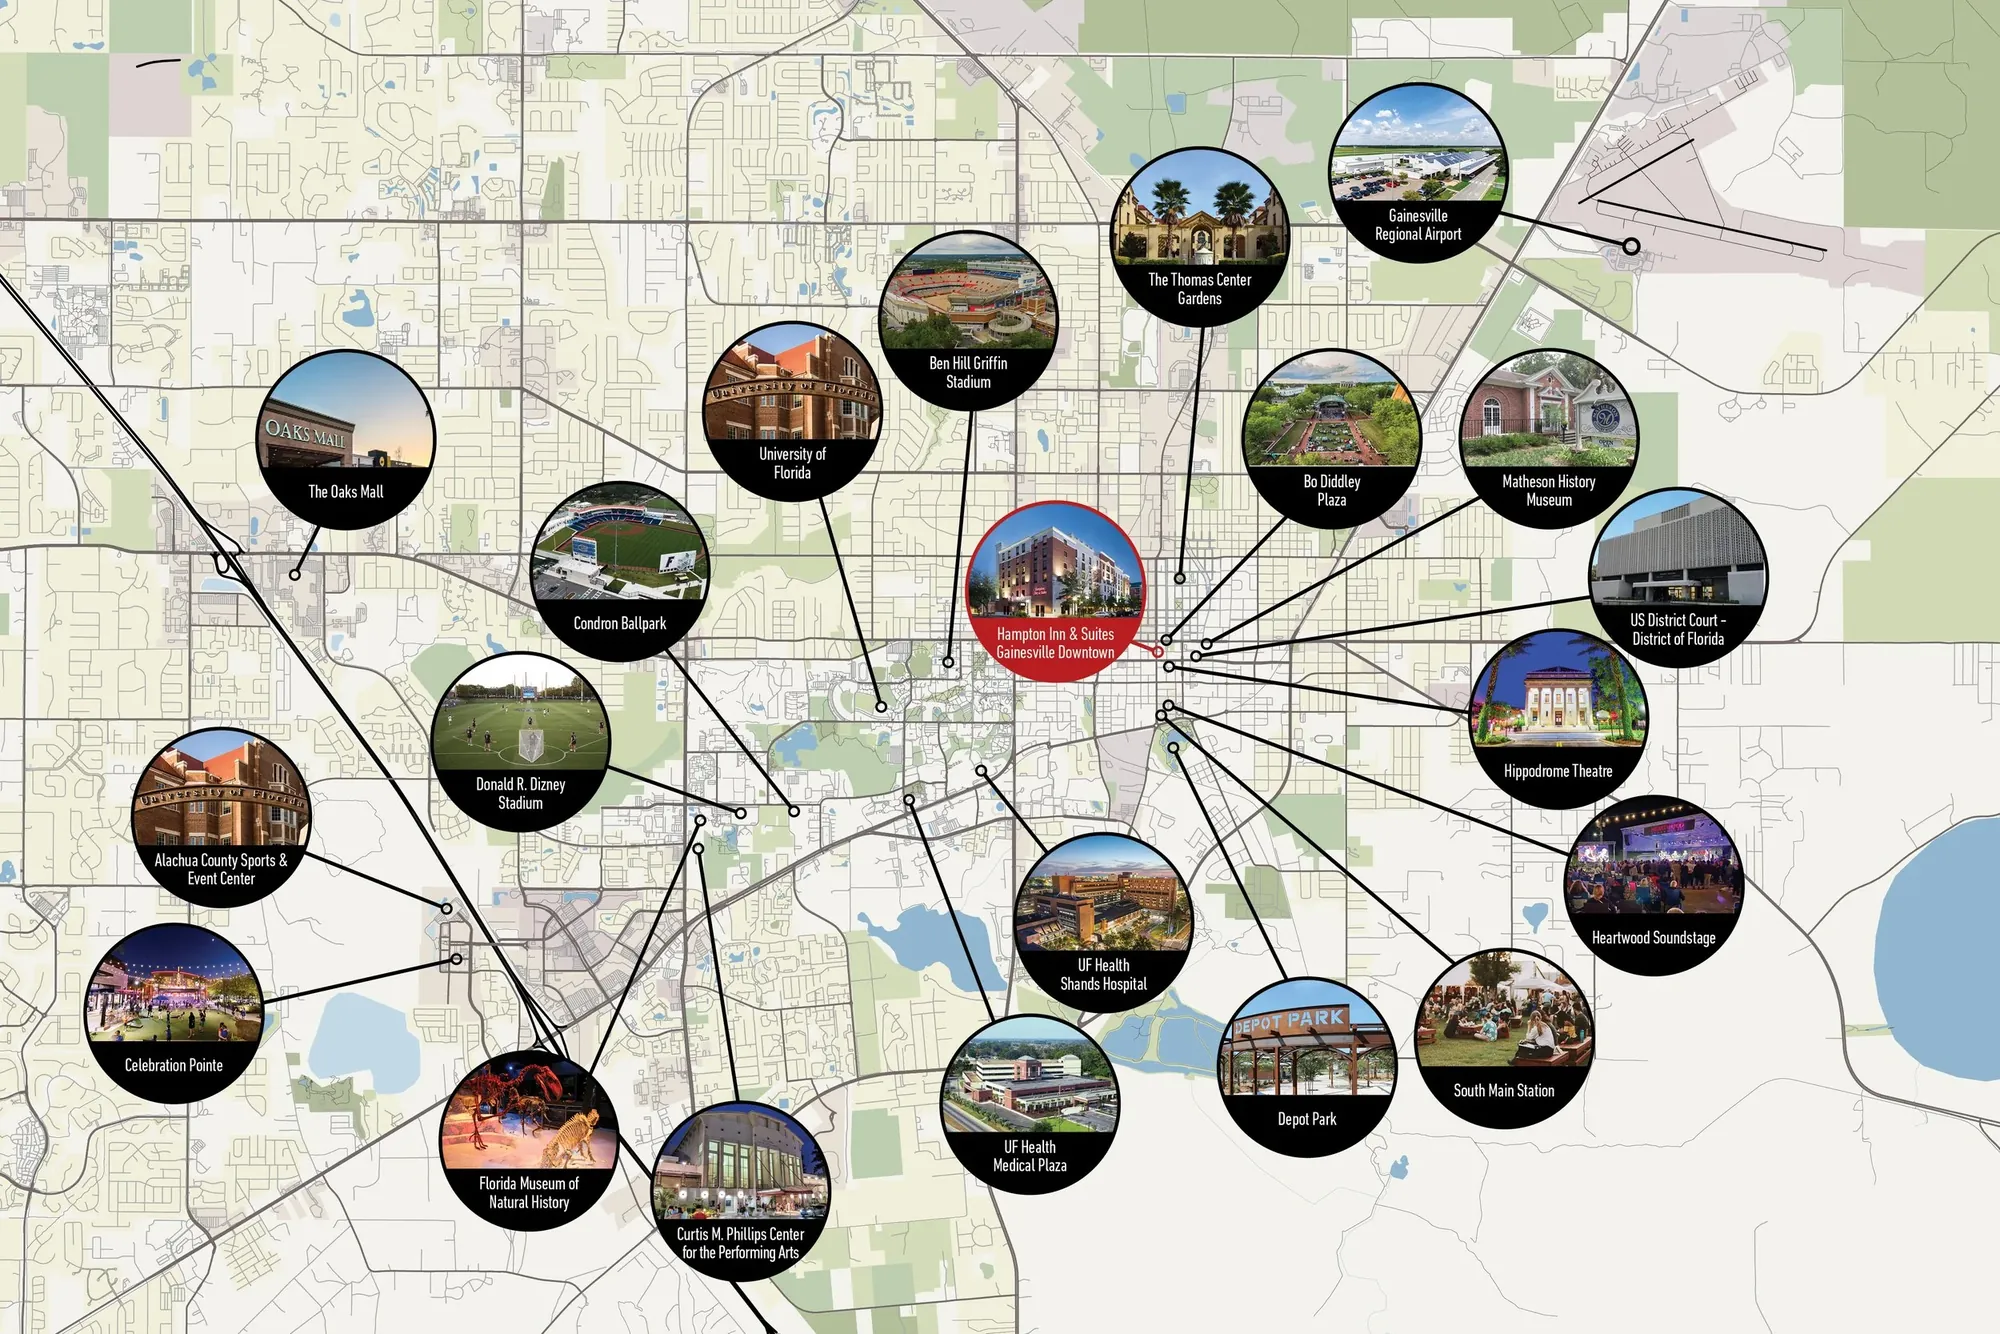 Gainesville
Regional Airport
The Thomas Center
Gardens
Ben Hill Griffin
Stadium
University of Florida
University of
Florida
OAKS MALL
The Oaks Mall
Bo Diddley
Plaza
Matheson History
Museum
Condron Ballpark
US District Court -
District of Florida
Hampton Inn & Suites
Gainesville Downtown
Donald R. Dizney
Stadium
Hippodrome Theatre
University of Florida
Alachua County Sports &
Event Center
Heartwood Soundstage
UF Health
Shands Hospital
Celebration Pointe
DEPOT PARK
Depot Park
South Main Station
UF Health
Medical Plaza
Florida Museum of
Natural History
Curtis M. Phillips Center
for the Performing Arts